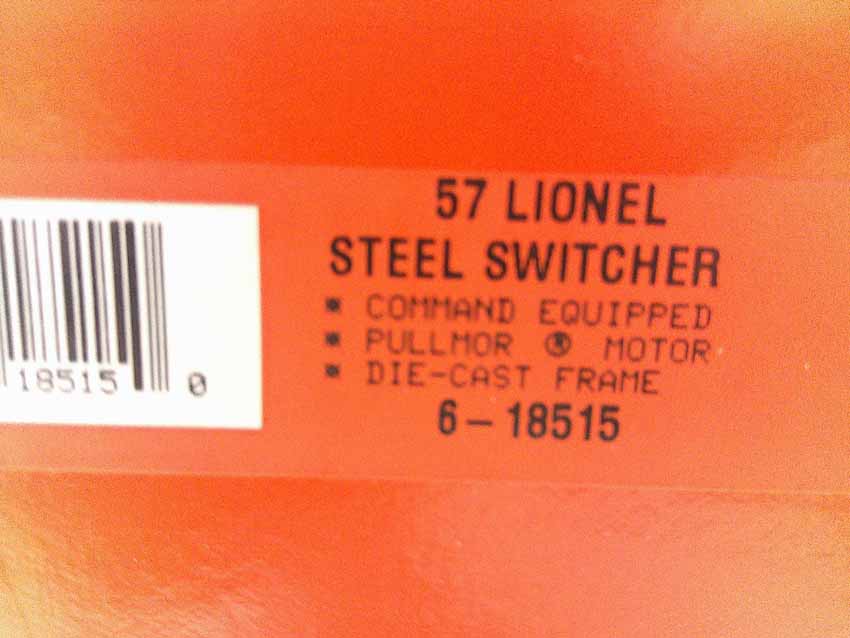 57 LIONEL
STEEL SWITCHER
* COMMAND EQUIPPED
* PULLMOR ® MOTOR
* DIE-CAST FRAME
6-18515
18515 0